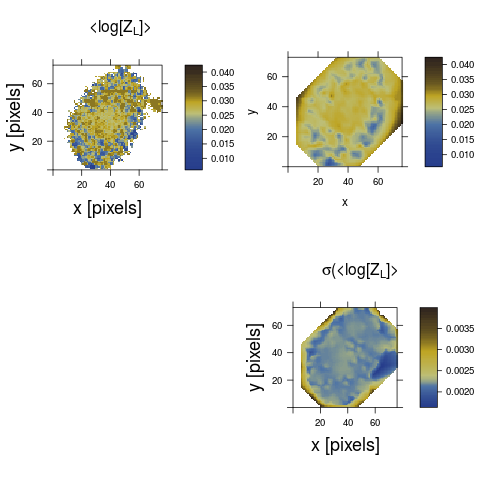 <log[Z_L]>
60
40
20
20 40 60
x [pixels]
y [pixels]
0.040
0.035
0.030
0.025
0.020
0.015
0.010
60
40
20
20 40 60
x
y
0.040
0.035
0.030
0.025
0.020
0.015
0.010
σ(<log[Z_L]>
60
40
20
20 40 60
x [pixels]
y [pixels]
0.0035
0.0030
0.0025
0.0020